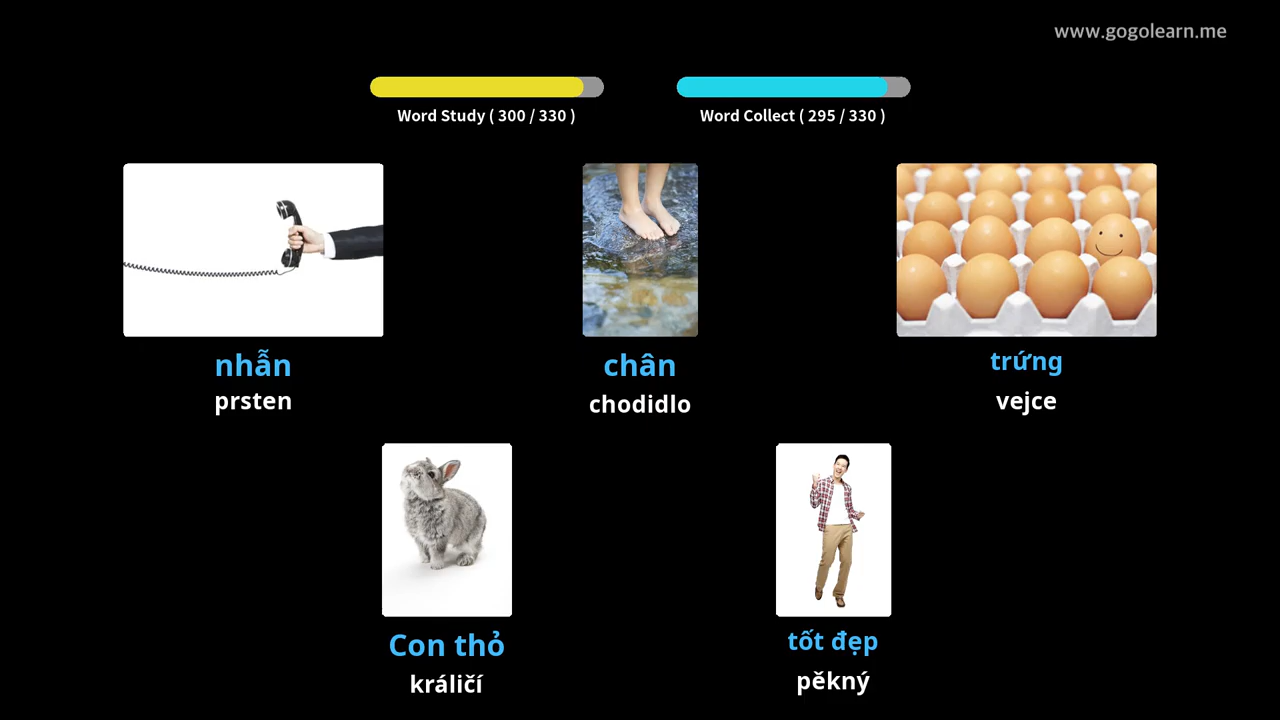 www.gogolearn.me
Word Study ( 300 / 330 )
Word Collect ( 295 / 330 )
nhẫn
prsten
chân
chodidlo
trứng
vejce
Con thỏ
králičí
tốt đẹp
pěkný